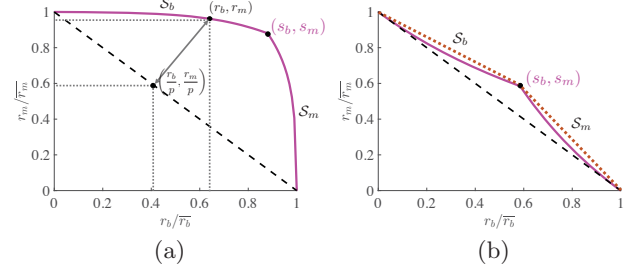 S_b
(r_b, r_m)
(s_b, s_m)
(r_b/p, r_m/p)
S_m
1
0.8
0.6
0.4
0.2
0
r_m/\overline{r_m}
0 0.2 0.4 0.6 0.8 1
r_b/\overline{r_b}
(a)
S_b
(s_b, s_m)
S_m
1
0.8
0.6
0.4
0.2
0
r_m/\overline{r_m}
0 0.2 0.4 0.6 0.8 1
r_b/\overline{r_b}
(b)